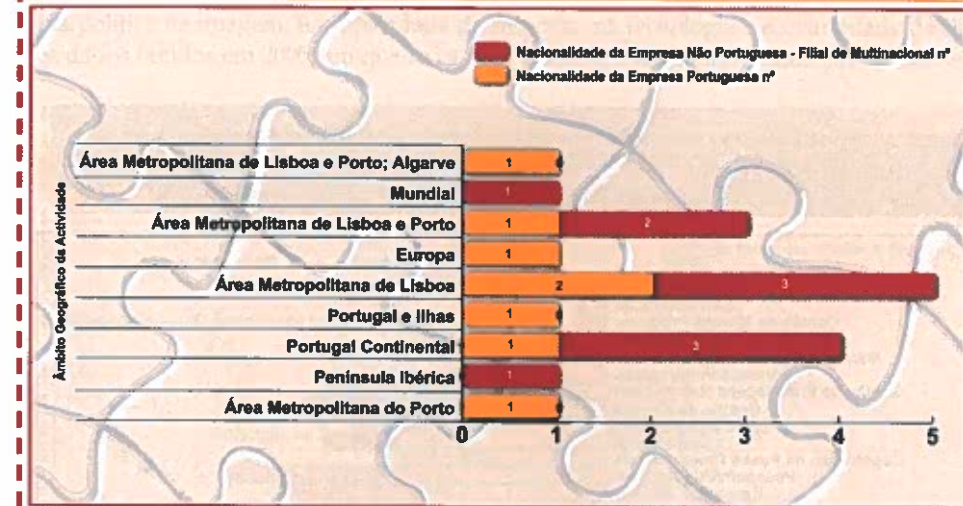 Nacionalidade da Empresa Não Portuguesa - Filial de Multinacional nº
Nacionalidade da Empresa Portuguesa nº
Âmbito Geográfico da Actividade
Área Metropolitana de Lisboa e Porto; Algarve 1
Mundial 1
Área Metropolitana de Lisboa e Porto 1 2
Europa 1
Área Metropolitana de Lisboa 2 3
Portugal e Ilhas 1
Portugal Continental 1 3
Península Ibérica 1
Área Metropolitana do Porto 1
0 1 2 3 4 5